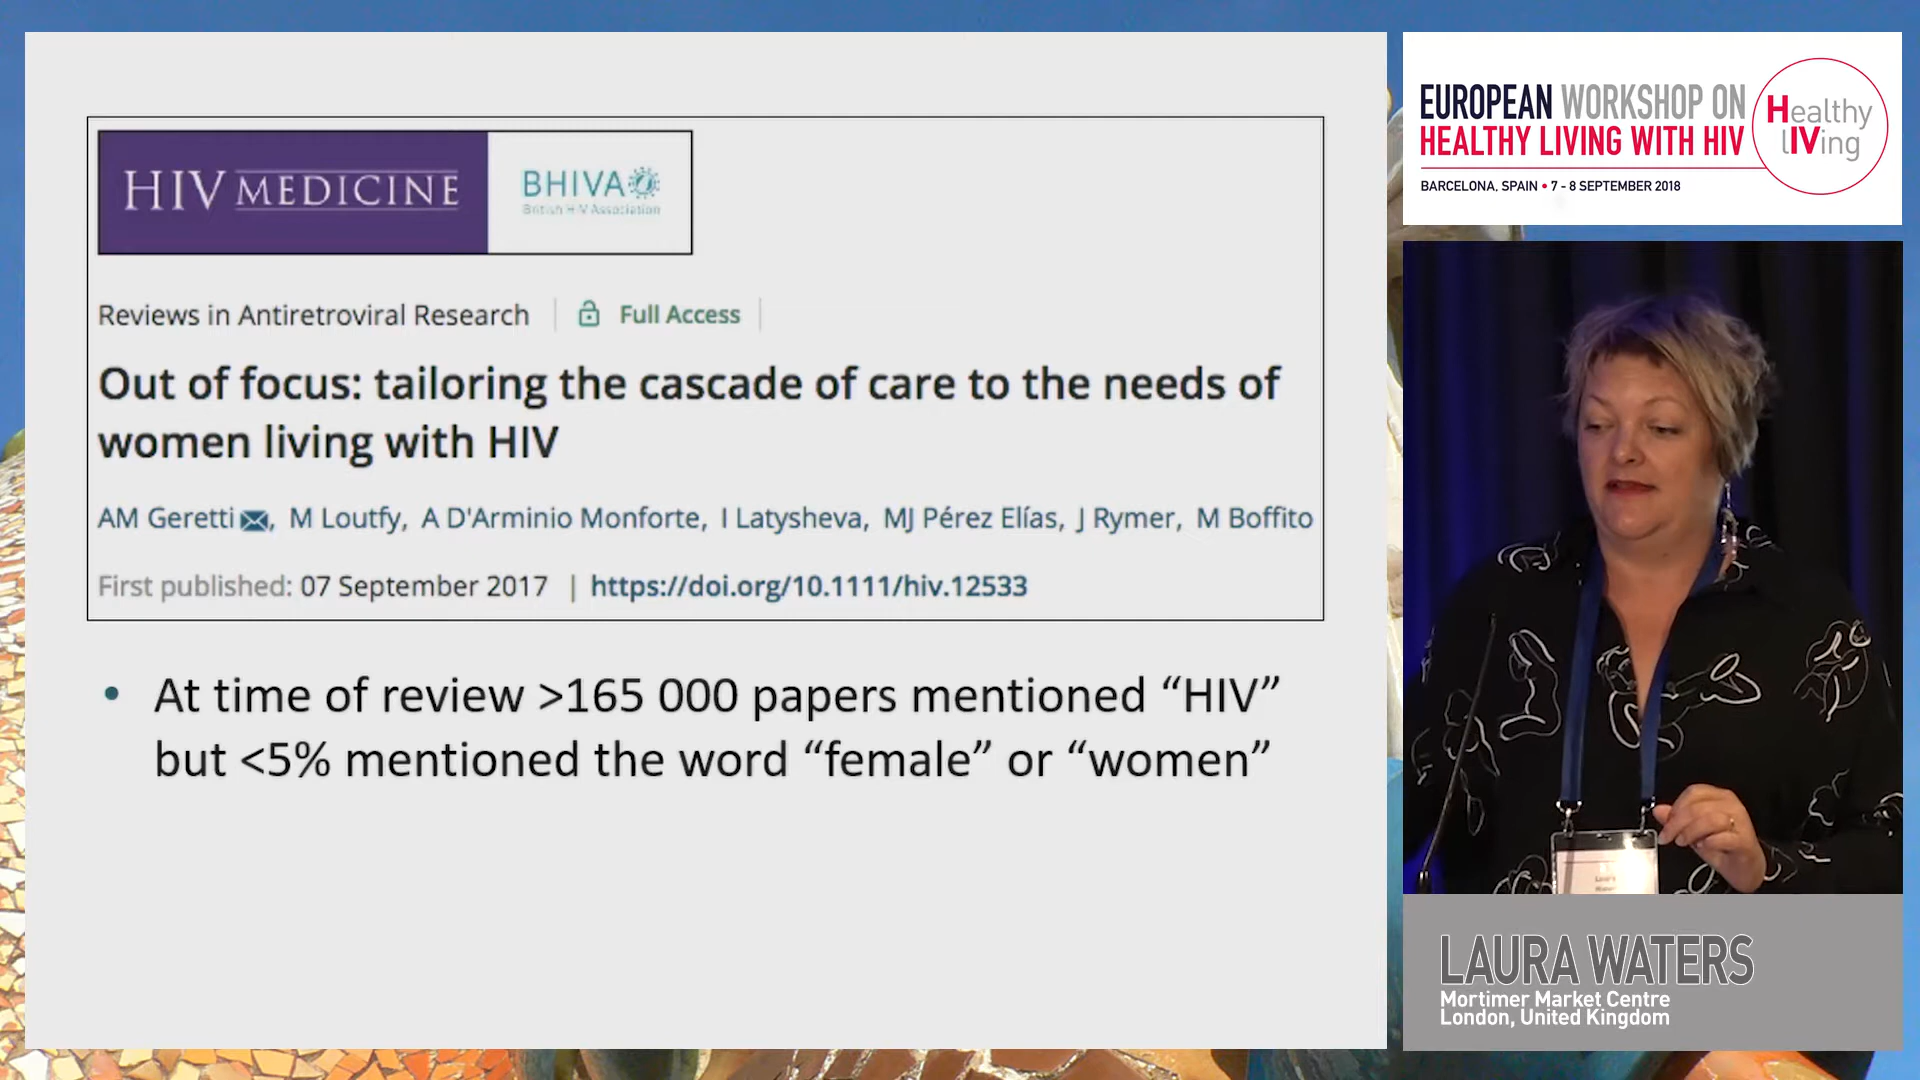 HIV MEDICINE
BHIVA
British HIV Association
Reviews in Antiretroviral Research
Full Access
Out of focus: tailoring the cascade of care to the needs of
women living with HIV
AM Geretti, M Loutfy, A D'Arminio Monforte, I Latysheva, MJ Pérez Elías, J Rymer, M Boffito
First published: 07 September 2017 | https://doi.org/10.1111/hiv.12533
• At time of review >165 000 papers mentioned “HIV”
but <5% mentioned the word “female” or “women”
EUROPEAN WORKSHOP ON
HEALTHY LIVING WITH HIV
BARCELONA, SPAIN • 7 - 8 SEPTEMBER 2018
Healthy
lIVing
LAURA WATERS
Mortimer Market Centre
London, United Kingdom